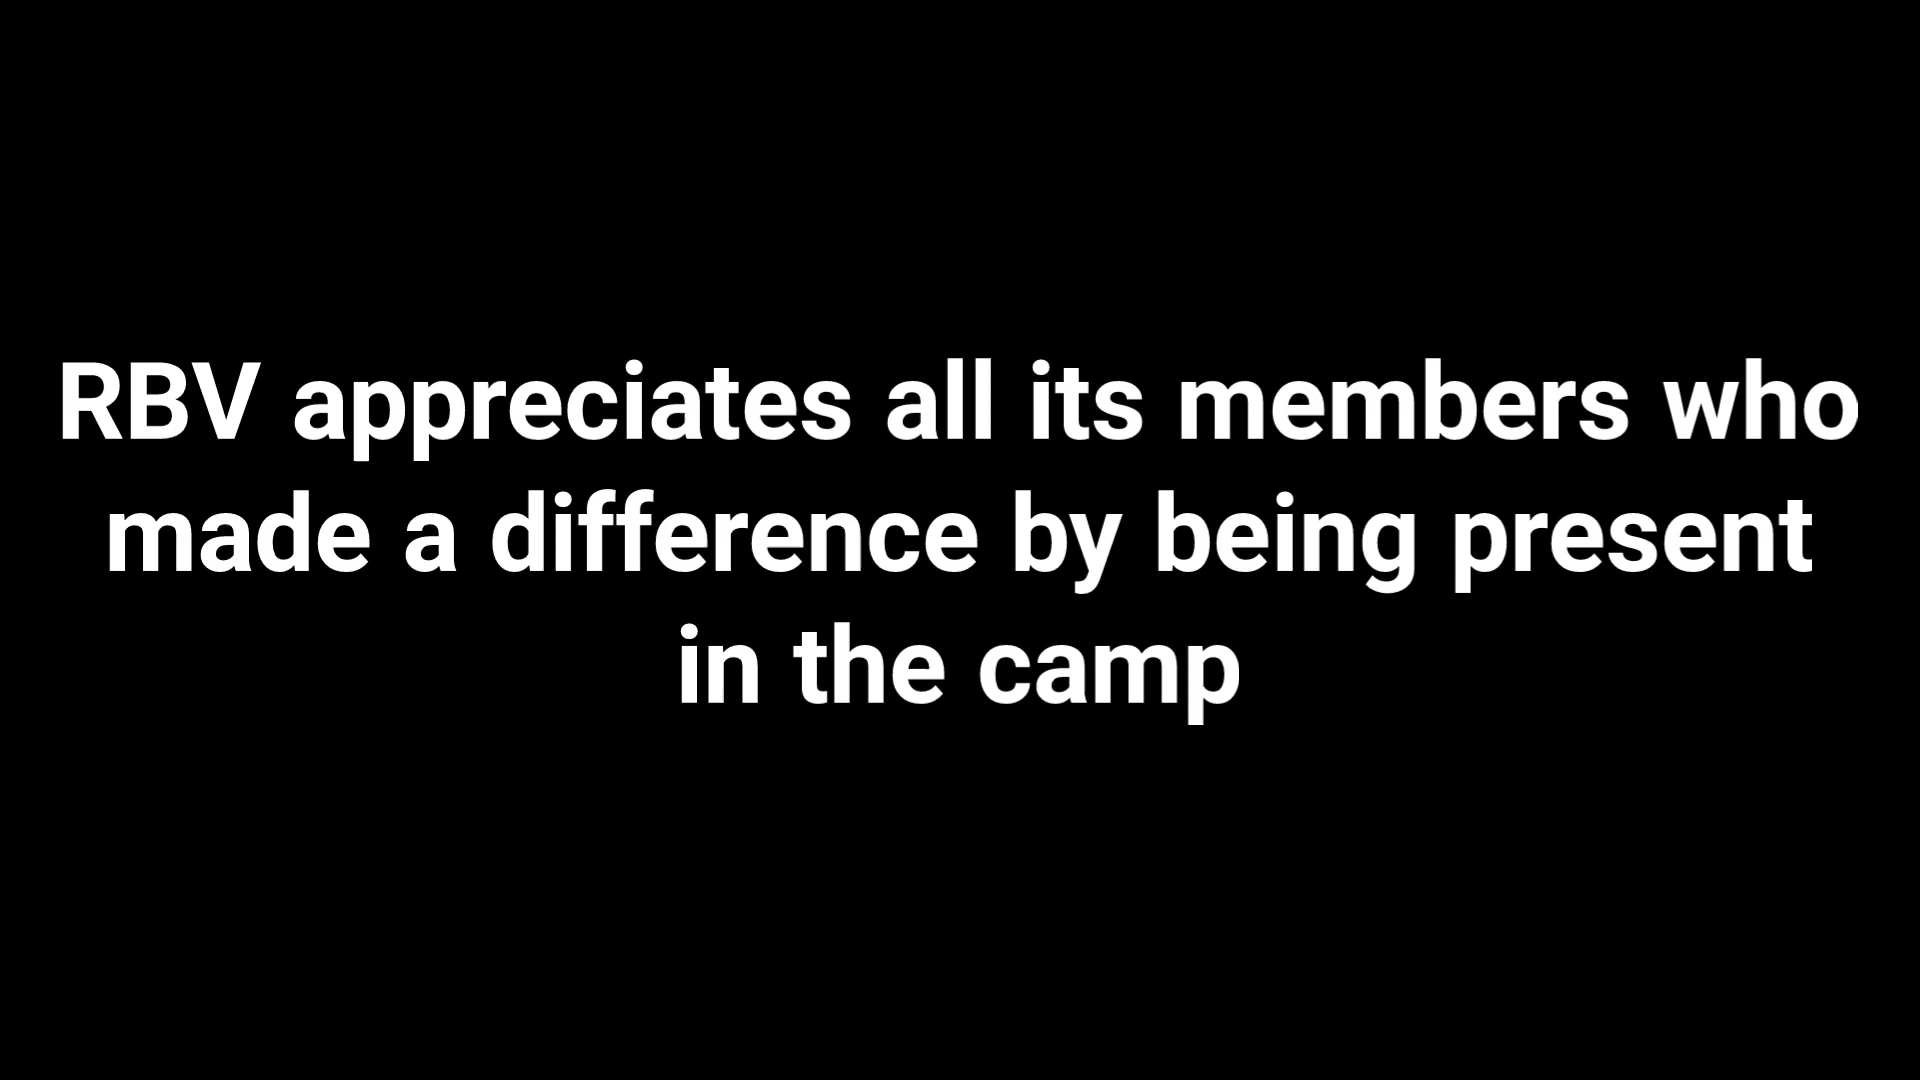 RBV appreciates all its members who
made a difference by being present
in the camp